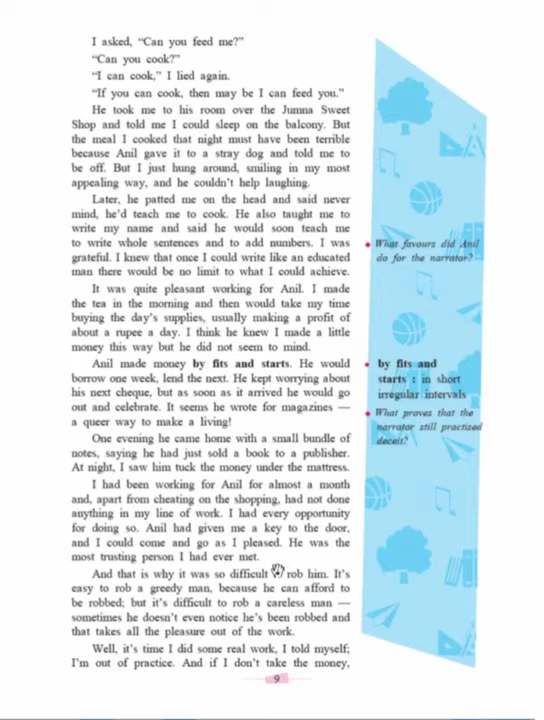 I asked, “Can you feed me?”
“Can you cook?”
“I can cook,” I lied again.
“If you can cook, then may be I can feed you.”
He took me to his room over the Jumna Sweet
Shop and told me I could sleep on the balcony. But
the meal I cooked that night must have been terrible
because Anil gave it to a stray dog and told me to
be off. But I just hung around, smiling in my most
appealing way, and he couldn’t help laughing.
Later, he patted me on the head and said never
mind, he’d teach me to cook. He also taught me to
write my name and said he would soon teach me
to write whole sentences and to add numbers. I was
grateful. I knew that once I could write like an educated
man there would be no limit to what I could achieve.
It was quite pleasant working for Anil. I made
the tea in the morning and then would take my time
buying the day’s supplies, usually making a profit of
about a rupee a day. I think he knew I made a little
money this way but he did not seem to mind.
Anil made money by fits and starts. He would
borrow one week, lend the next. He kept worrying about
his next cheque, but as soon as it arrived he would go
out and celebrate. It seems he wrote for magazines —
a queer way to make a living!
One evening he came home with a small bundle of
notes, saying he had just sold a book to a publisher.
At night, I saw him tuck the money under the mattress.
I had been working for Anil for almost a month
and, apart from cheating on the shopping, had not done
anything in my line of work. I had every opportunity
for doing so. Anil had given me a key to the door,
and I could come and go as I pleased. He was the
most trusting person I had ever met.
And that is why it was so difficult rob him. It’s
easy to rob a greedy man, because he can afford to
be robbed; but it’s difficult to rob a careless man —
sometimes he doesn’t even notice he’s been robbed and
that takes all the pleasure out of the work.
Well, it’s time I did some real work, I told myself;
I’m out of practice. And if I don’t take the money,
• What favours did Anil
do for the narrator?
• by fits and
starts : in short
irregular intervals
• What proves that the
narrator still practised
deceit?
9